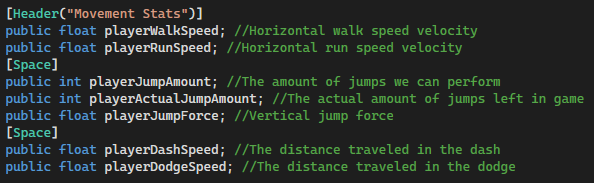 [Header("Movement Stats")]
public float playerWalkSpeed; //Horizontal walk speed velocity
public float playerRunSpeed; //Horizontal run speed velocity
[Space]
public int playerJumpAmount; //The amount of jumps we can perform
public int playerActualJumpAmount; //The actual amount of jumps left in game
public float playerJumpForce; //Vertical jump force
[Space]
public float playerDashSpeed; //The distance traveled in the dash
public float playerDodgeSpeed; //The distance traveled in the dodge